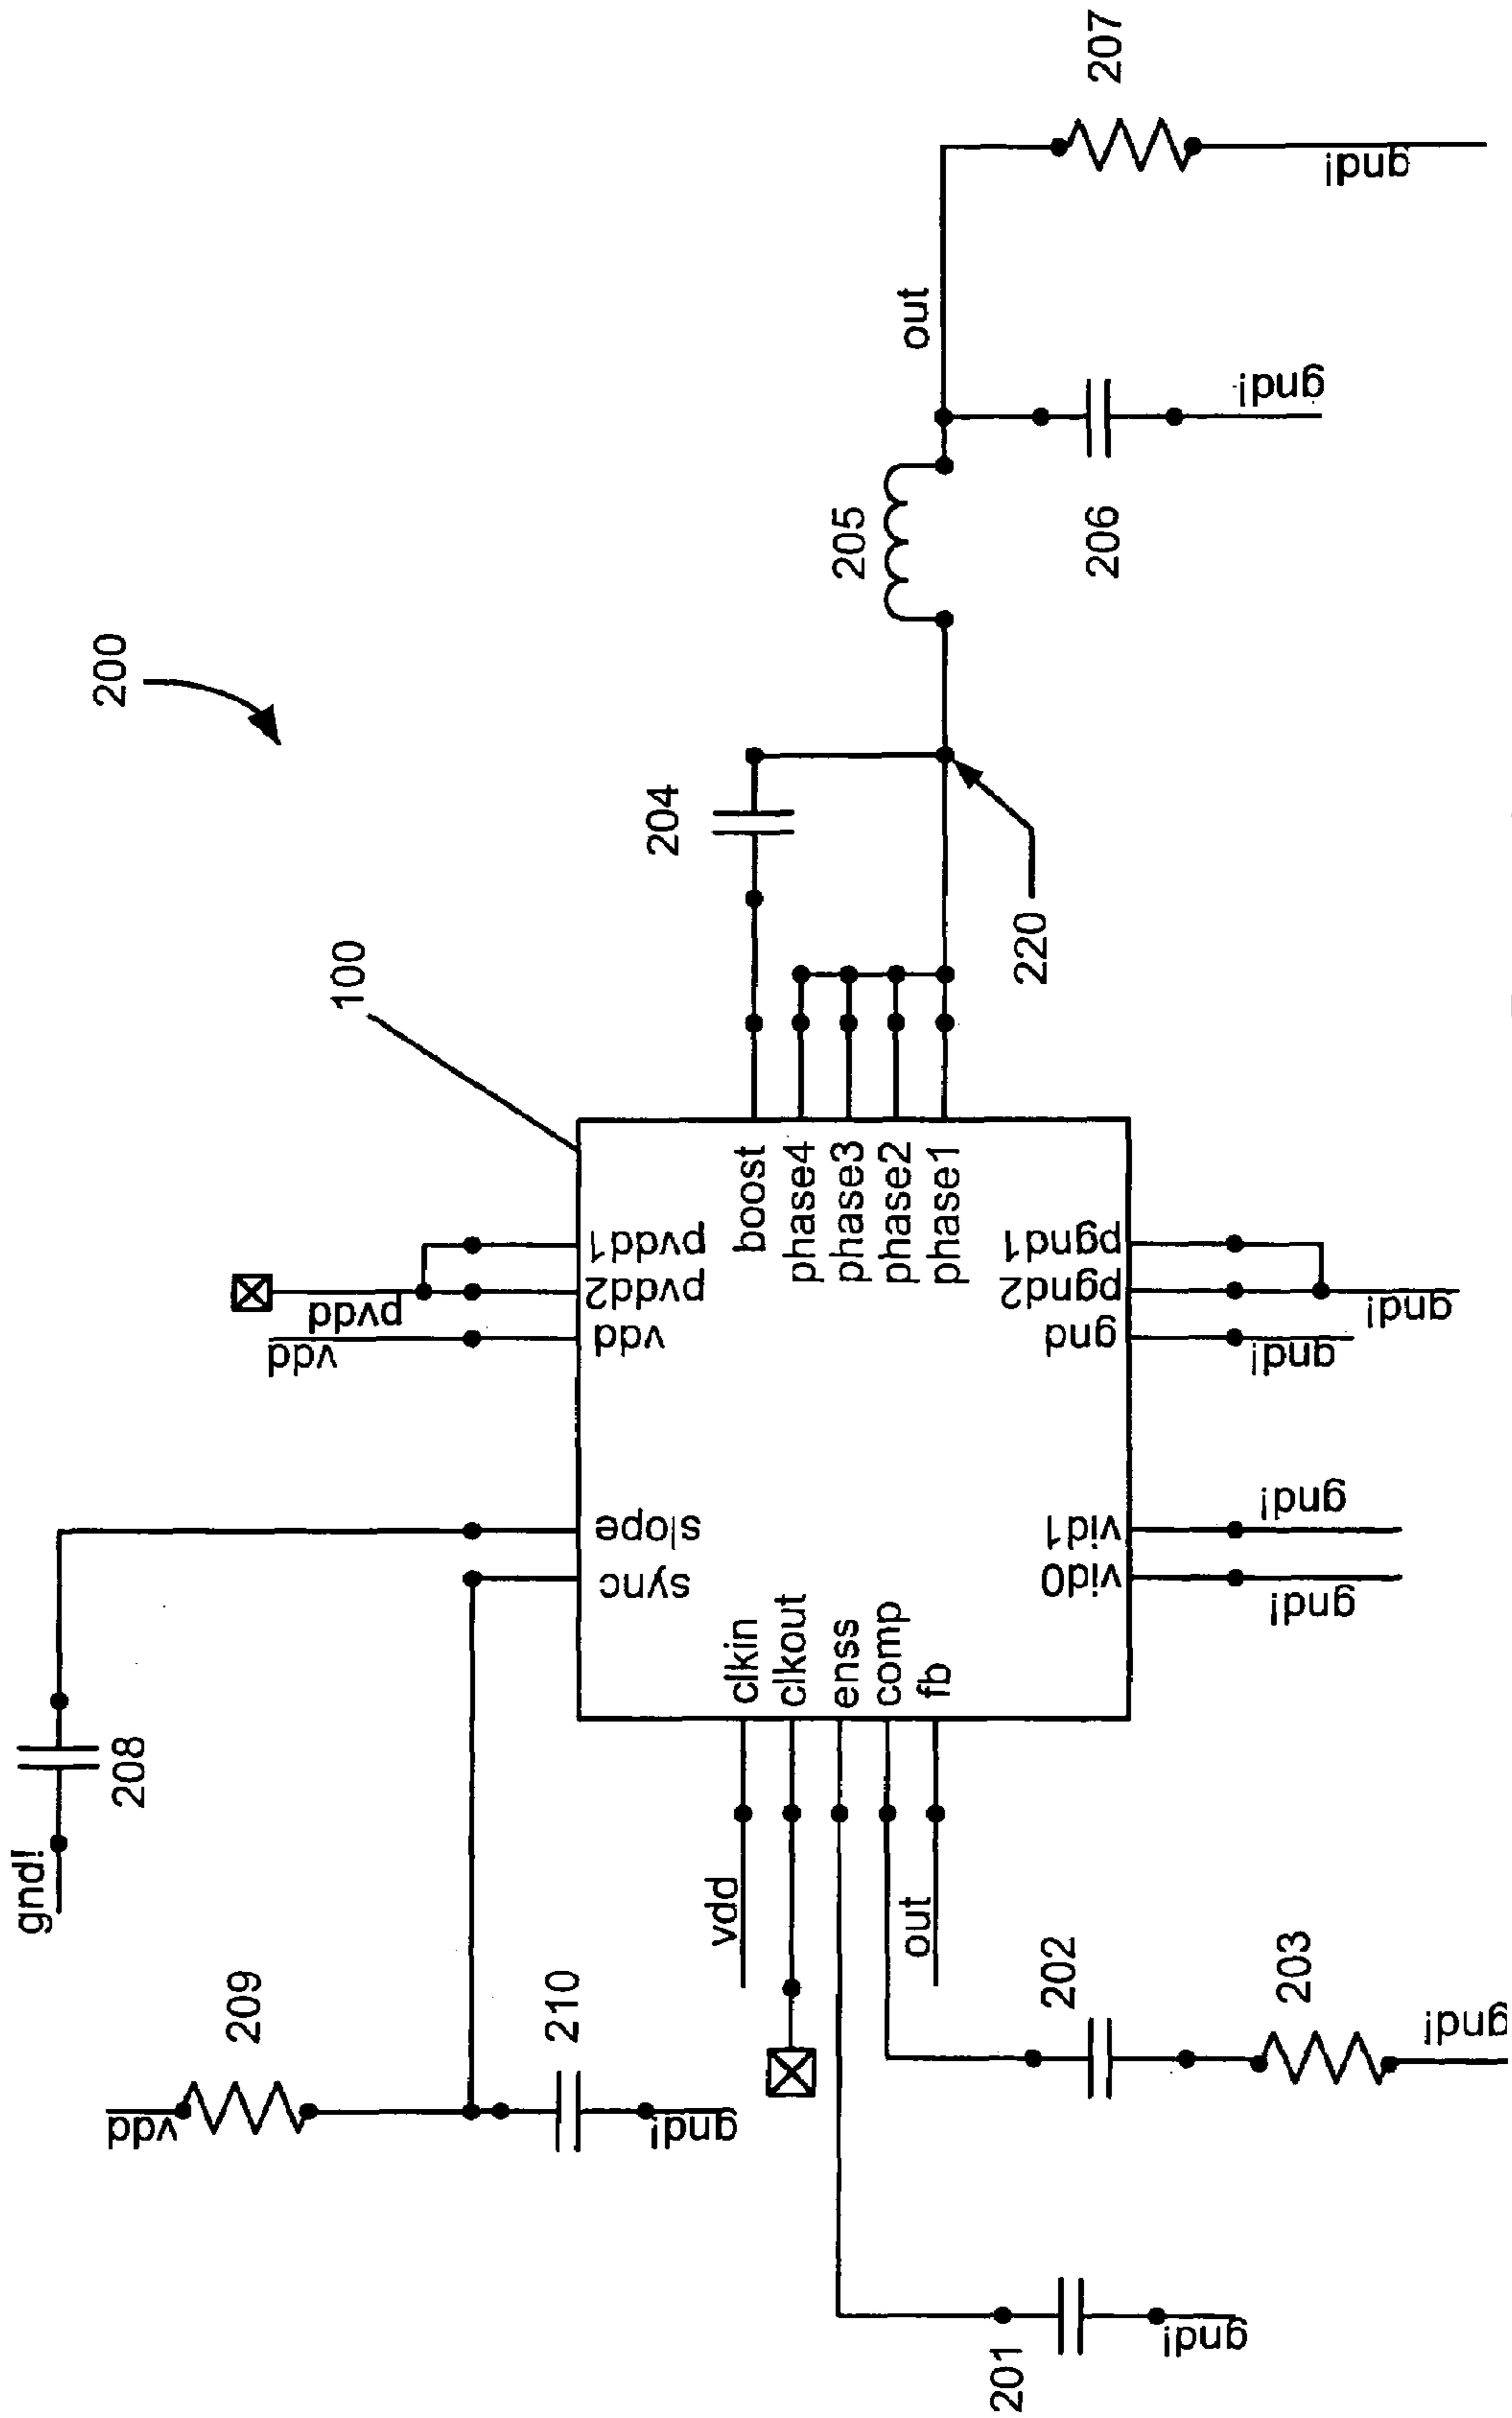 200
207
out
gnd!
gnd!
205
206
204
220
100
boost
phase4
phase3
phase2
phase1
pvdd1
pvdd2
vdd
pvdd
vdd
pgnd1
pgnd2
gnd
gnd!
gnd!
slope
sync
vid1
vid0
gnd!
gnd!
clkin
clkout
enss
comp
fb
vdd
out
208
gnd!
209
vdd
210
gnd!
202
203
gnd!
201
gnd!